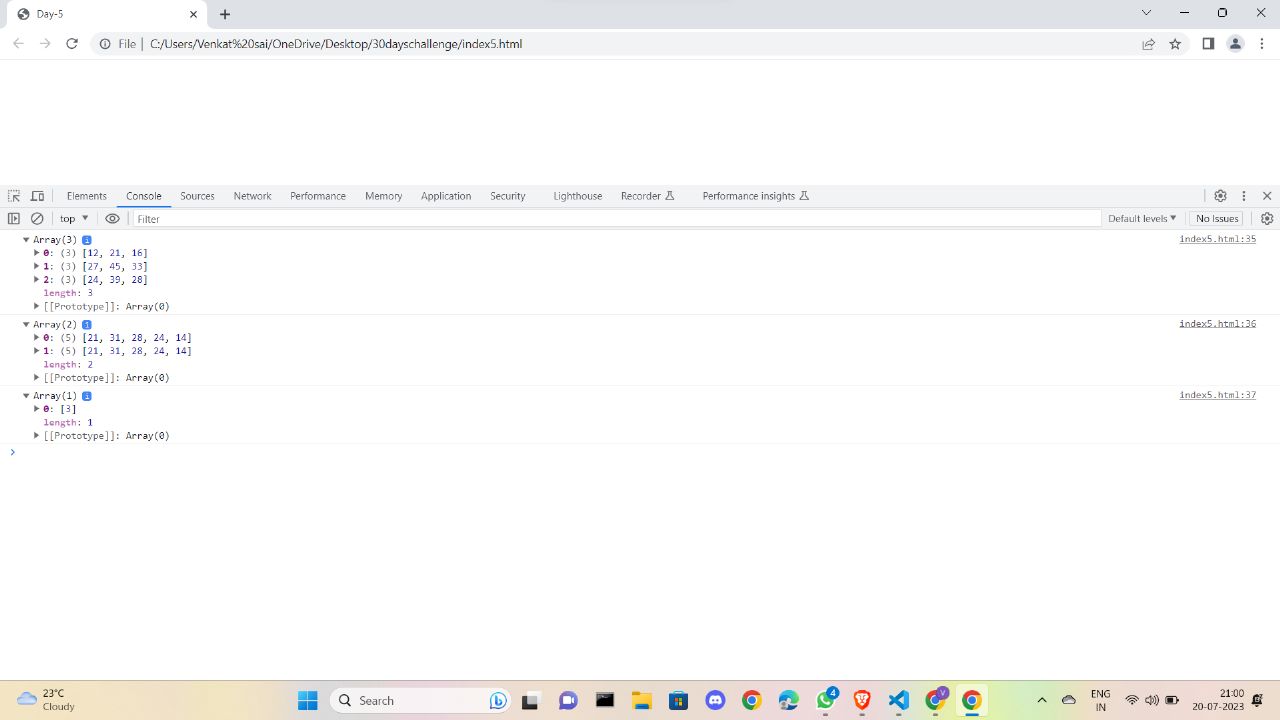 Day-5
File C:/Users/Venkat%20sai/OneDrive/Desktop/30dayschallenge/index5.html
Elements Console Sources Network Performance Memory Application Security Lighthouse Recorder Performance insights
top Filter Default levels No Issues
Array(3) i index5.html:35
0: (3) [12, 21, 16]
1: (3) [27, 45, 33]
2: (3) [24, 39, 28]
length: 3
[[Prototype]]: Array(0)
Array(2) i index5.html:36
0: (5) [21, 31, 28, 24, 14]
1: (5) [21, 31, 28, 24, 14]
length: 2
[[Prototype]]: Array(0)
Array(1) i index5.html:37
0: [3]
length: 1
[[Prototype]]: Array(0)
23°C
Cloudy
Search
4
V
ENG
IN
21:00
20-07-2023